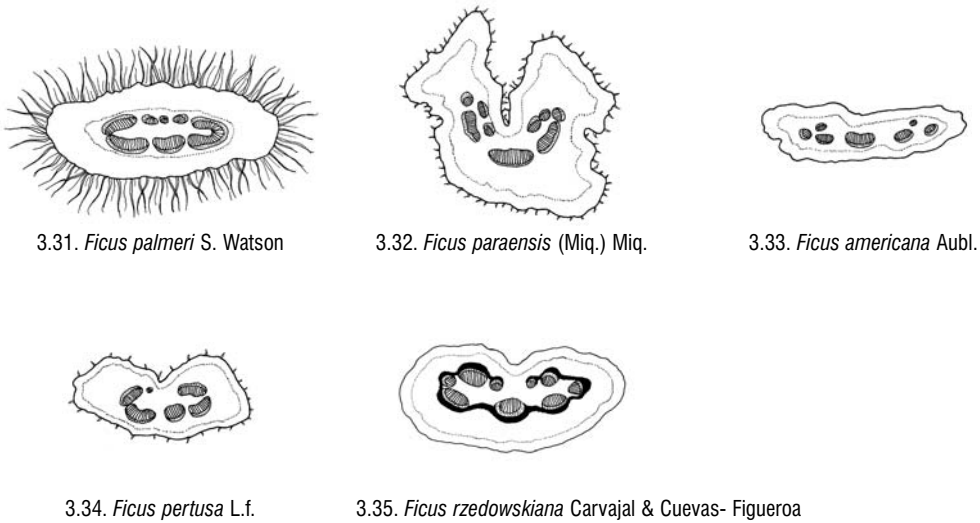 3.31. Ficus palmeri S. Watson
3.32. Ficus paraensis (Miq.) Miq.
3.33. Ficus americana Aubl.
3.34. Ficus pertusa L.f.
3.35. Ficus rzedowskiana Carvajal & Cuevas- Figueroa